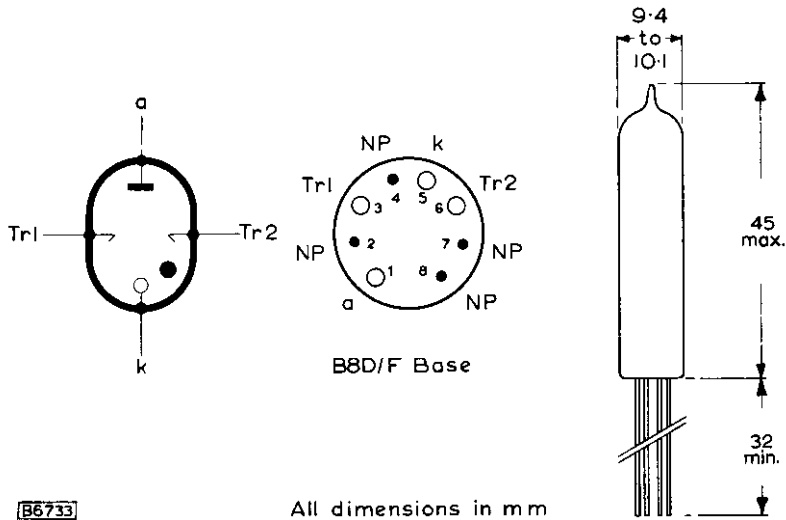 a
Tr1
Tr2
k
NP
k
Tr1
4
5
Tr2
3
6
NP
2
7
NP
1
8
a
NP
B8D/F Base
9·4
to
10·1
45
max.
32
min.
B6733
All dimensions in mm